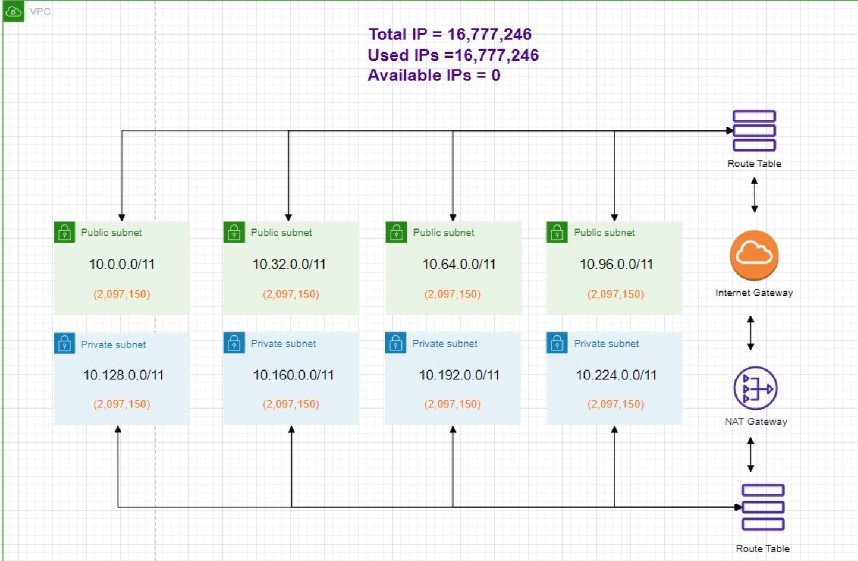 VPC
Total IP = 16,777,246
Used IPs =16,777,246
Available IPs = 0
Route Table
Public subnet
10.0.0.0/11
(2,097,150)
Public subnet
10.32.0.0/11
(2,097,150)
Public subnet
10.64.0.0/11
(2,097,150)
Public subnet
10.96.0.0/11
(2,097,150)
Internet Gateway
Private subnet
10.128.0.0/11
(2,097,150)
Private subnet
10.160.0.0/11
(2,097,150)
Private subnet
10.192.0.0/11
(2,097,150)
Private subnet
10.224.0.0/11
(2,097,150)
NAT Gateway
Route Table